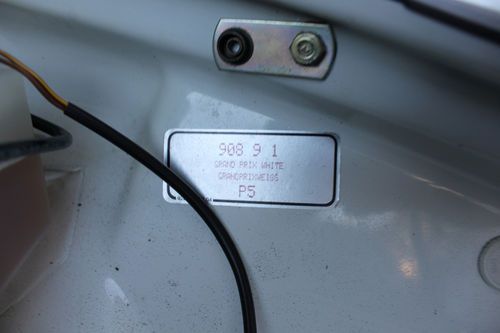 908 9 1
GRAND PRIX WHITE
GRANDPRIXWEISS
P5